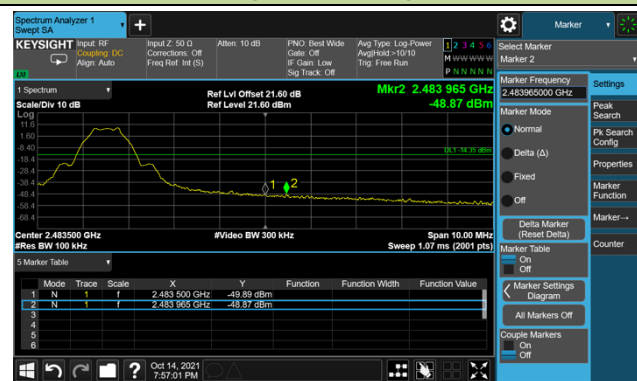 Spectrum Analyzer 1
Swept SA
+
Marker
KEYSIGHT
Input: RF
Coupling: DC
Align: Auto
Input Z: 50 Ω
Corrections: Off
Freq Ref: Int (S)
Atten: 10 dB
PNO: Best Wide
Gate: Off
IF Gain: Low
Sig Track: Off
Avg Type: Log-Power
Avg|Hold:>10/10
Trig: Free Run
1 2 3 4 5 6
M W W W W W
P N N N N N
LXI
Select Marker
Marker 2
1 Spectrum
Scale/Div 10 dB
Ref Lvl Offset 21.60 dB
Ref Level 21.60 dBm
Mkr2 2.483 965 GHz
-48.87 dBm
Log
11.6
1.60
-8.40
-18.4
-28.4
-38.4
-48.4
-58.4
-68.4
DL1 -14.35 dBm
1
2
Center 2.483500 GHz
#Res BW 100 kHz
#Video BW 300 kHz
Span 10.00 MHz
Sweep 1.07 ms (2001 pts)
5 Marker Table
Mode Trace Scale X Y Function Function Width Function Value
1 N 1 f 2.483 500 GHz -49.89 dBm
2 N 1 f 2.483 965 GHz -48.87 dBm
3
4
5
6
Marker Frequency
2.483965000 GHz
Marker Mode
Normal
Delta (Δ)
Fixed
Off
Delta Marker
(Reset Delta)
Marker Table
On
Off
Marker Settings
Diagram
All Markers Off
Couple Markers
On
Off
Settings
Peak
Search
Pk Search
Config
Properties
Marker
Function
Marker→
Counter
?
Oct 14, 2021
7:57:01 PM